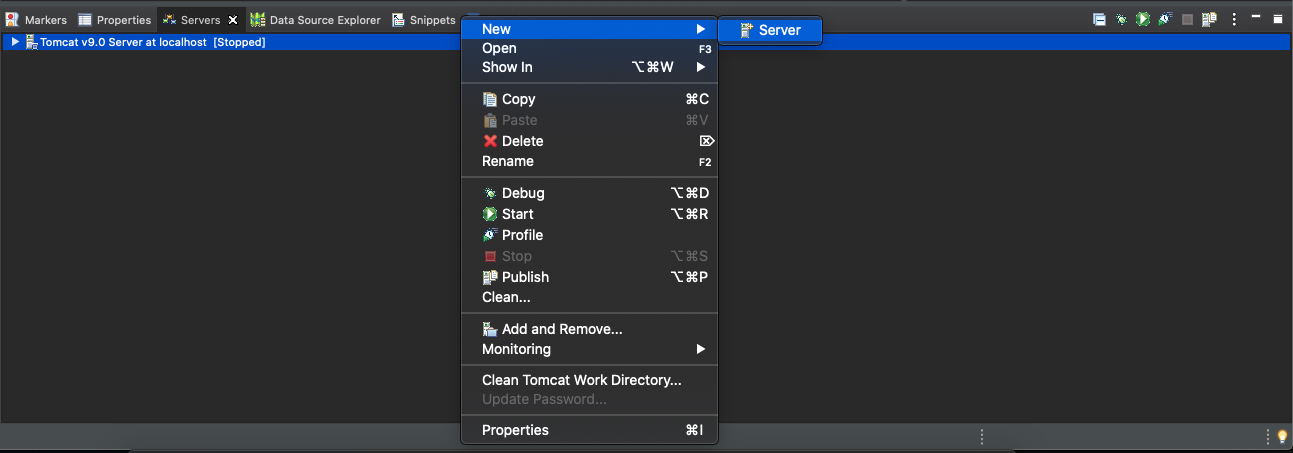 Markers Properties Servers Data Source Explorer Snippets
Tomcat v9.0 Server at localhost [Stopped]
New
Server
Open F3
Show In ⌥⌘W
Copy ⌘C
Paste ⌘V
Delete ⌦
Rename F2
Debug ⌥⌘D
Start ⌥⌘R
Profile
Stop ⌥⌘S
Publish ⌥⌘P
Clean...
Add and Remove...
Monitoring
Clean Tomcat Work Directory...
Update Password...
Properties ⌘I